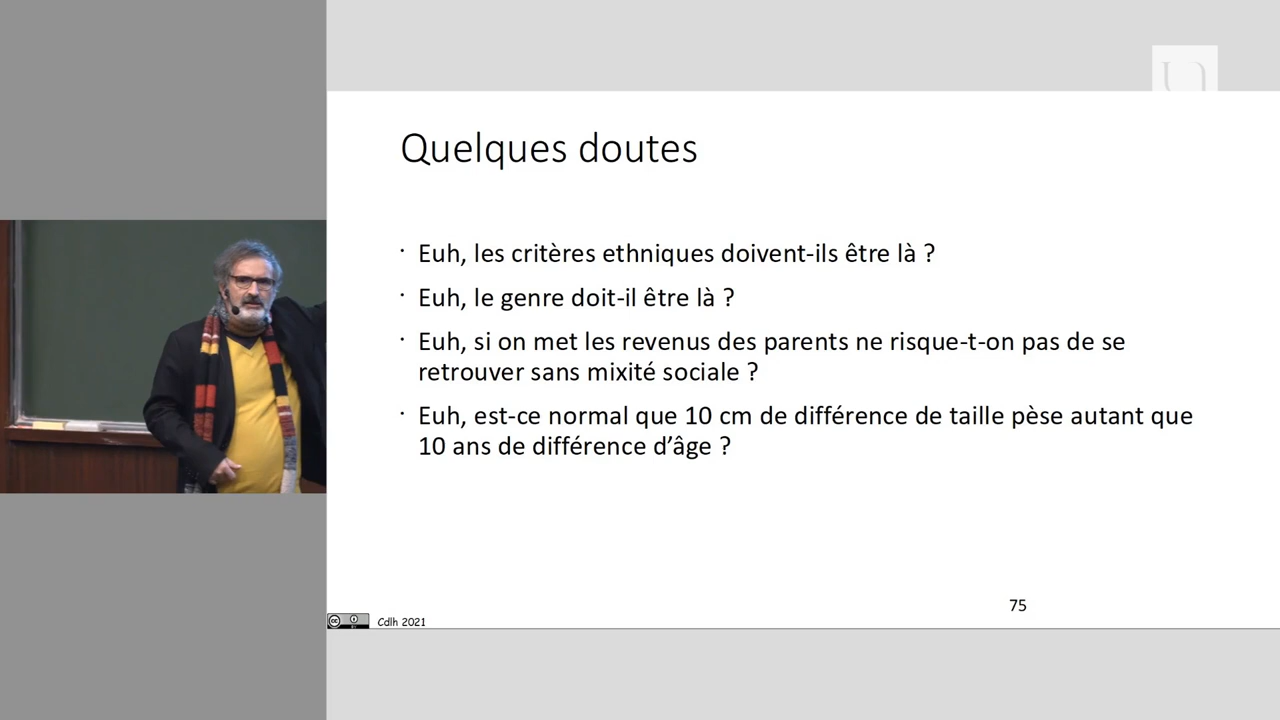 Quelques doutes
· Euh, les critères ethniques doivent-ils être là ?
· Euh, le genre doit-il être là ?
· Euh, si on met les revenus des parents ne risque-t-on pas de se
retrouver sans mixité sociale ?
· Euh, est-ce normal que 10 cm de différence de taille pèse autant que
10 ans de différence d’âge ?
75
Cdlh 2021